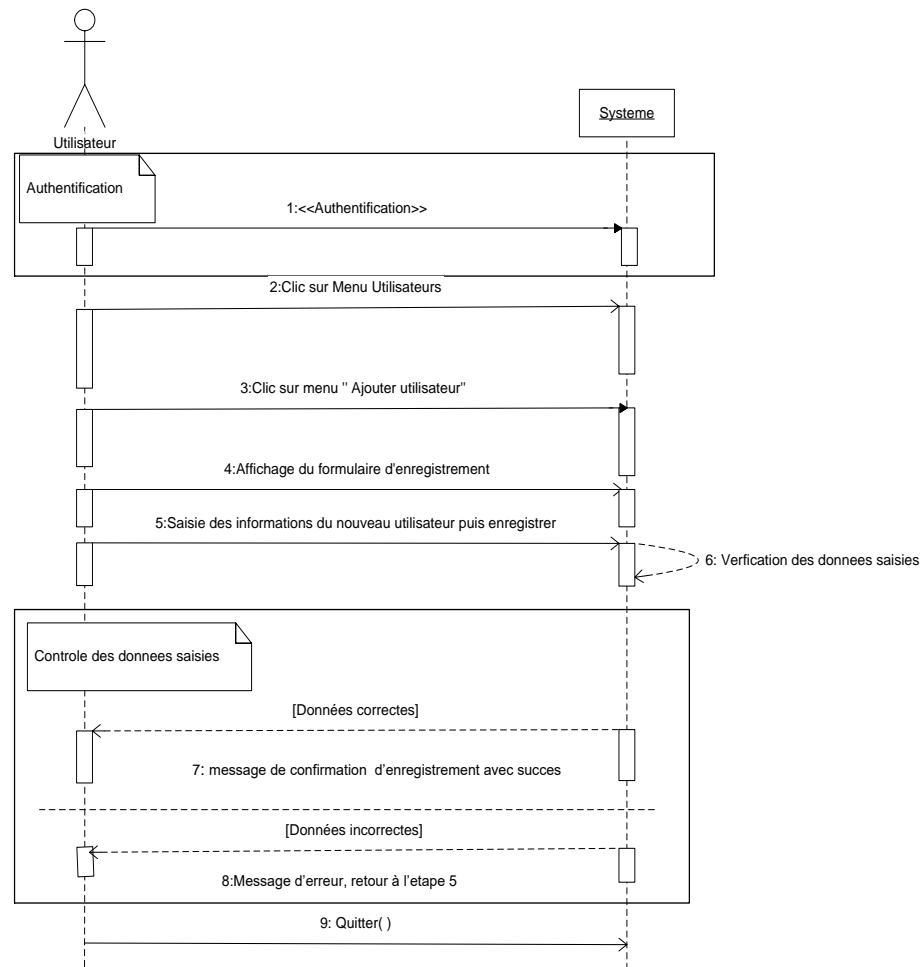 Systeme
Utilisateur
Authentification
1:<<Authentification>>
2:Clic sur Menu Utilisateurs
3:Clic sur menu " Ajouter utilisateur"
4:Affichage du formulaire d'enregistrement
5:Saisie des informations du nouveau utilisateur puis enregistrer
6: Verfication des donnees saisies
Controle des donnees saisies
[Données correctes]
7: message de confirmation d'enregistrement avec succes
[Données incorrectes]
8:Message d'erreur, retour à l'etape 5
9: Quitter( )